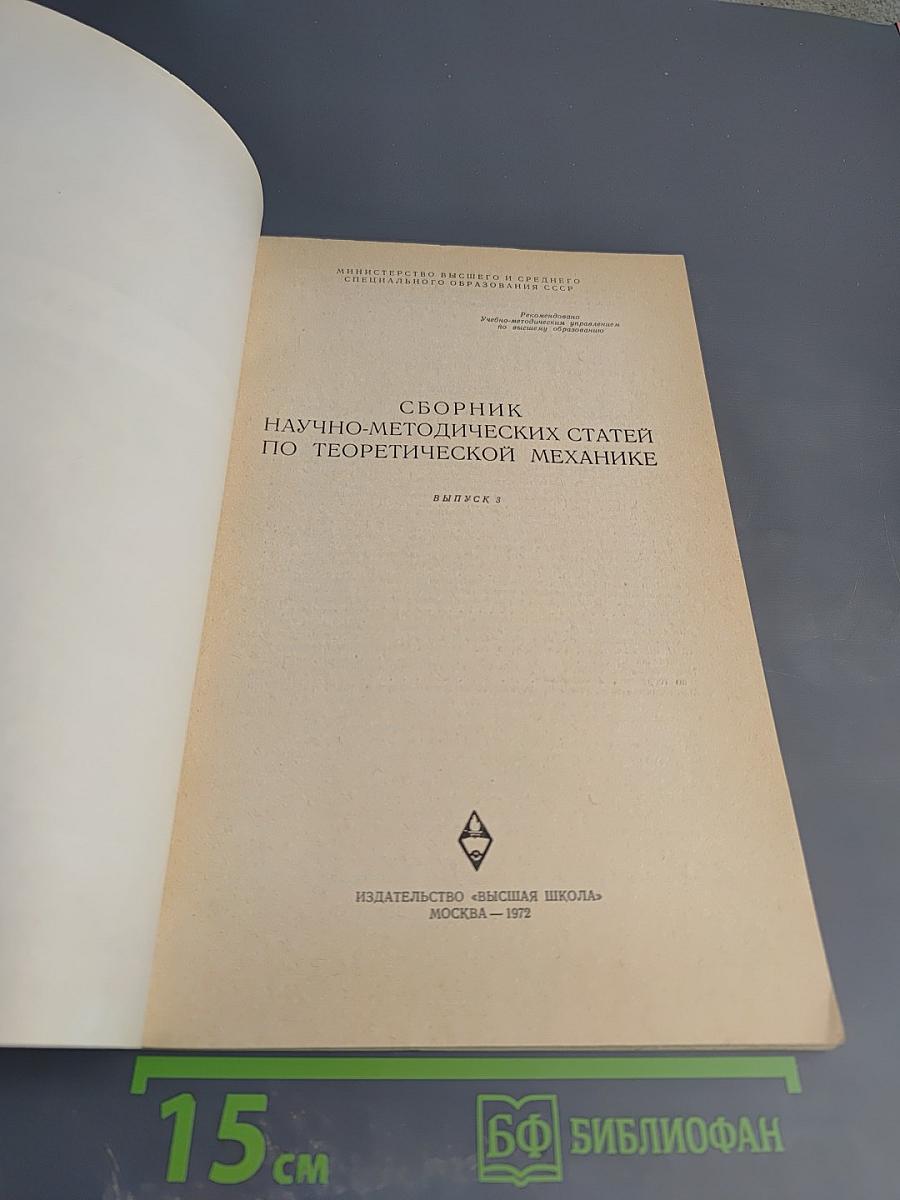 МИНИСТЕРСТВО ВЫСШЕГО И СРЕДНЕГО
СПЕЦИАЛЬНОГО ОБРАЗОВАНИЯ СССР
Рекомендовано
Учебно-методическим управлением
по высшему образованию
СБОРНИК
НАУЧНО-МЕТОДИЧЕСКИХ СТАТЕЙ
ПО ТЕОРЕТИЧЕСКОЙ МЕХАНИКЕ
ВЫПУСК 3
ИЗДАТЕЛЬСТВО «ВЫСШАЯ ШКОЛА»
МОСКВА — 1972
15 см
БФ БИБЛИОФАН